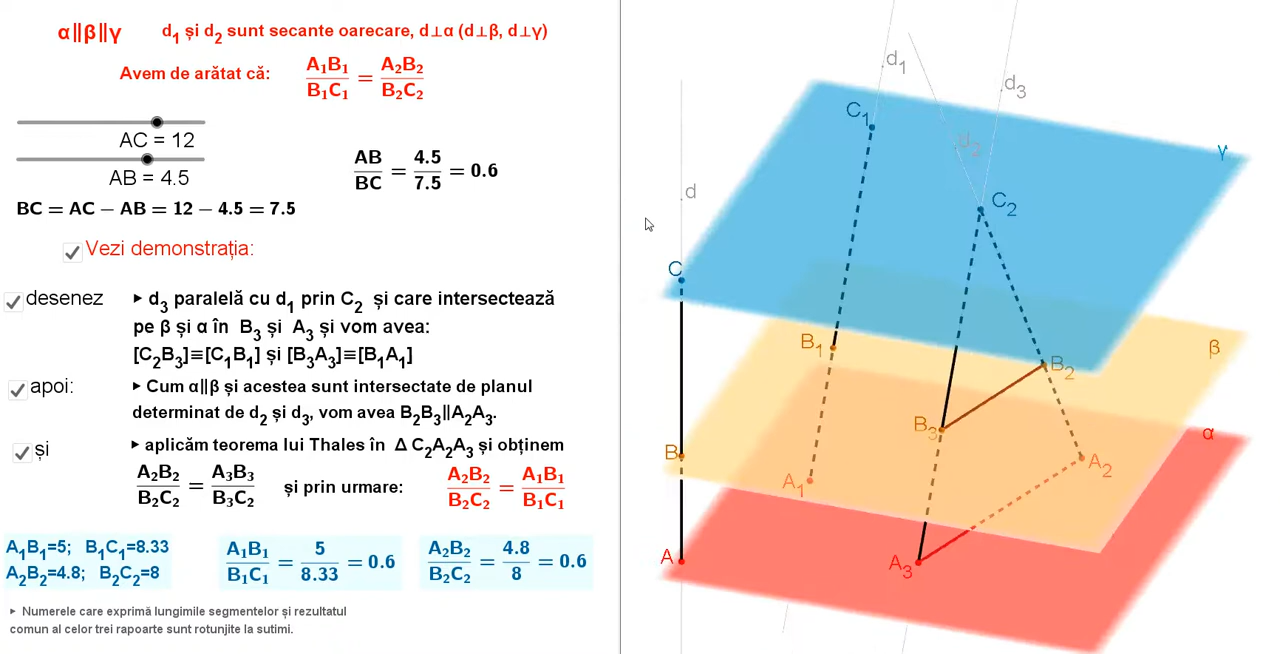 α∥β∥γ d₁ și d₂ sunt secante oarecare, d⊥α (d⊥β, d⊥γ)
Avem de arătat că: A₁B₁/B₁C₁ = A₂B₂/B₂C₂
AC = 12
AB = 4.5
AB/BC = 4.5/7.5 = 0.6
BC = AC − AB = 12 − 4.5 = 7.5
Vezi demonstrația:
desenez
▸ d₃ paralelă cu d₁ prin C₂ și care intersectează
pe β și α în B₃ și A₃ și vom avea:
[C₂B₃]≡[C₁B₁] și [B₃A₃]≡[B₁A₁]
apoi:
▸ Cum α∥β și acestea sunt intersectate de planul
determinat de d₂ și d₃, vom avea B₂B₃∥A₂A₃.
și
▸ aplicăm teorema lui Thales în Δ C₂A₂A₃ și obținem
A₂B₂/B₂C₂ = A₃B₃/B₃C₂ și prin urmare: A₂B₂/B₂C₂ = A₁B₁/B₁C₁
A₁B₁=5; B₁C₁=8.33
A₂B₂=4.8; B₂C₂=8
A₁B₁/B₁C₁ = 5/8.33 = 0.6
A₂B₂/B₂C₂ = 4.8/8 = 0.6
▸ Numerele care exprimă lungimile segmentelor și rezultatul
comun al celor trei rapoarte sunt rotunjite la sutimi.
d₁
d₃
C₁
d₂
γ
d
C₂
C
B₁
β
B₂
B₃
α
B
A₂
A₁
A
A₃